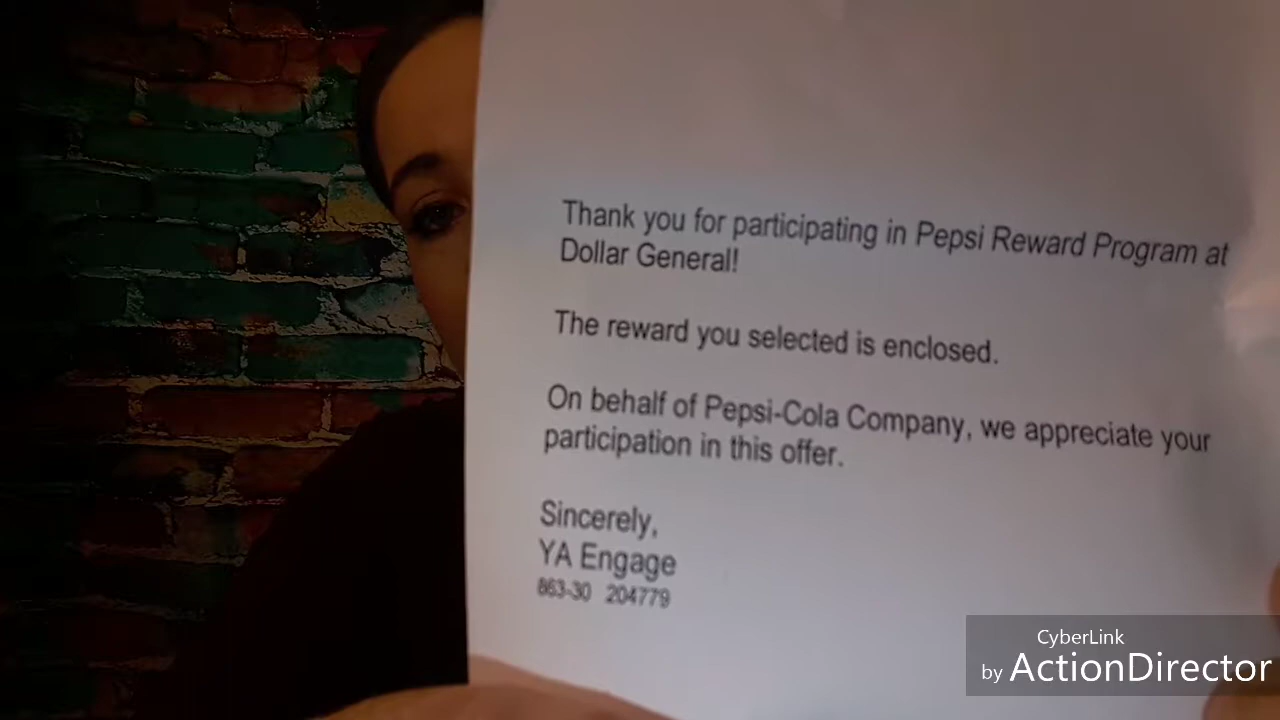 Thank you for participating in Pepsi Reward Program at
Dollar General!
The reward you selected is enclosed.
On behalf of Pepsi-Cola Company, we appreciate your
participation in this offer.
Sincerely,
YA Engage
863-30 204779
CyberLink
by ActionDirector